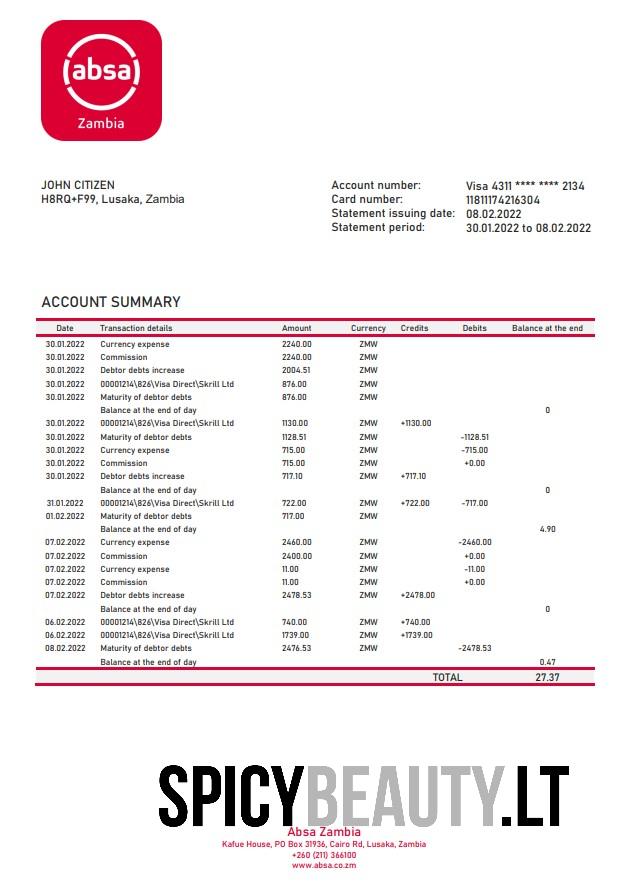 absa
Zambia
JOHN CITIZEN
H8RQ+F99, Lusaka, Zambia
Account number: Visa 4311 **** **** 2134
Card number: 11811174216304
Statement issuing date: 08.02.2022
Statement period: 30.01.2022 to 08.02.2022
ACCOUNT SUMMARY
Date Transaction details Amount Currency Credits Debits Balance at the end
30.01.2022 Currency expense 2240.00 ZMW
30.01.2022 Commission 2240.00 ZMW
30.01.2022 Debtor debts increase 2004.51 ZMW
30.01.2022 00001214\826\Visa Direct\Skrill Ltd 876.00 ZMW
30.01.2022 Maturity of debtor debts 876.00 ZMW
Balance at the end of day 0
30.01.2022 00001214\826\Visa Direct\Skrill Ltd 1130.00 ZMW +1130.00
30.01.2022 Maturity of debtor debts 1128.51 ZMW -1128.51
30.01.2022 Currency expense 715.00 ZMW -715.00
30.01.2022 Commission 715.00 ZMW +0.00
30.01.2022 Debtor debts increase 717.10 ZMW +717.10
Balance at the end of day 0
31.01.2022 00001214\826\Visa Direct\Skrill Ltd 722.00 ZMW +722.00 -717.00
01.02.2022 Maturity of debtor debts 717.00 ZMW
Balance at the end of day 4.90
07.02.2022 Currency expense 2460.00 ZMW -2460.00
07.02.2022 Commission 2400.00 ZMW +0.00
07.02.2022 Currency expense 11.00 ZMW -11.00
07.02.2022 Commission 11.00 ZMW +0.00
07.02.2022 Debtor debts increase 2478.53 ZMW +2478.00
Balance at the end of day 0
06.02.2022 00001214\826\Visa Direct\Skrill Ltd 740.00 ZMW +740.00
06.02.2022 00001214\826\Visa Direct\Skrill Ltd 1739.00 ZMW +1739.00
08.02.2022 Maturity of debtor debts 2476.53 ZMW -2478.53
Balance at the end of day 0.47
TOTAL 27.37
SPICYBEAUTY.LT
Absa Zambia
Kafue House, PO Box 31936, Cairo Rd, Lusaka, Zambia
+260 (211) 366100
www.absa.co.zm